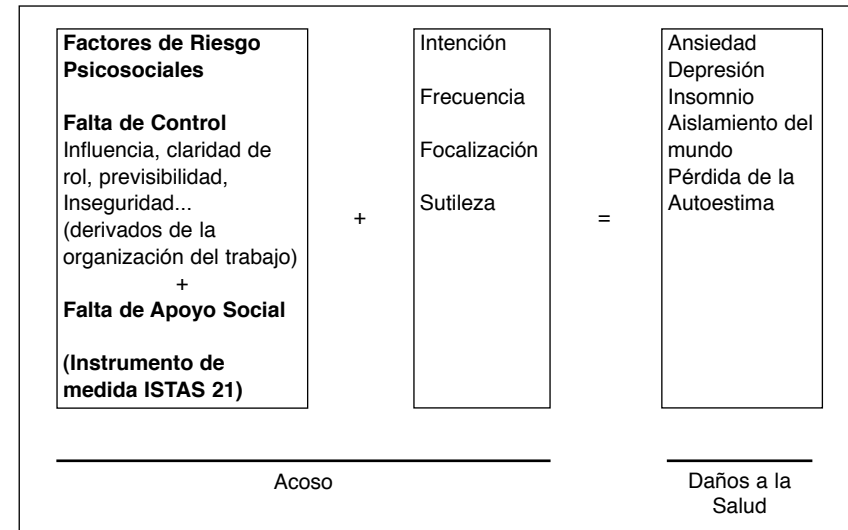 Factores de Riesgo
Psicosociales
Falta de Control
Influencia, claridad de
rol, previsibilidad,
Inseguridad...
(derivados de la
organización del trabajo)
+
Falta de Apoyo Social
(Instrumento de
medida ISTAS 21)
+
Intención
Frecuencia
Focalización
Sutileza
=
Ansiedad
Depresión
Insomnio
Aislamiento del
mundo
Pérdida de la
Autoestima
Acoso
Daños a la
Salud